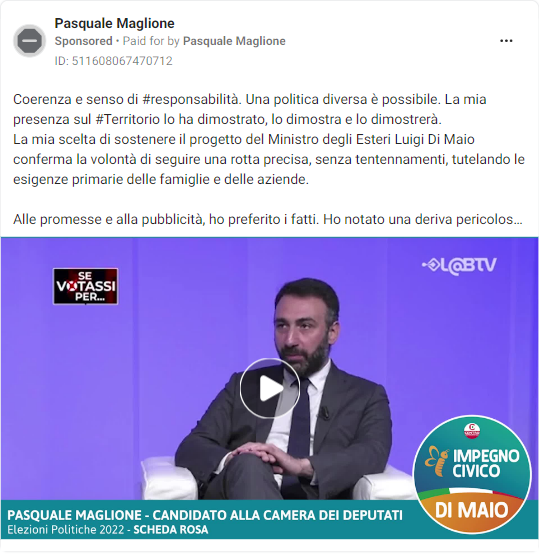 Pasquale Maglione
Sponsored • Paid for by Pasquale Maglione
ID: 511608067470712
Coerenza e senso di #responsabilità. Una politica diversa è possibile. La mia
presenza sul #Territorio lo ha dimostrato, lo dimostra e lo dimostrerà.
La mia scelta di sostenere il progetto del Ministro degli Esteri Luigi Di Maio
conferma la volontà di seguire una rotta precisa, senza tentennamenti, tutelando le
esigenze primarie delle famiglie e delle aziende.
Alle promesse e alla pubblicità, ho preferito i fatti. Ho notato una deriva pericolos...
SE
VOTASSI
PER...
L@BTV
IMPEGNO
CIVICO
DI MAIO
PASQUALE MAGLIONE - CANDIDATO ALLA CAMERA DEI DEPUTATI
Elezioni Politiche 2022 - SCHEDA ROSA